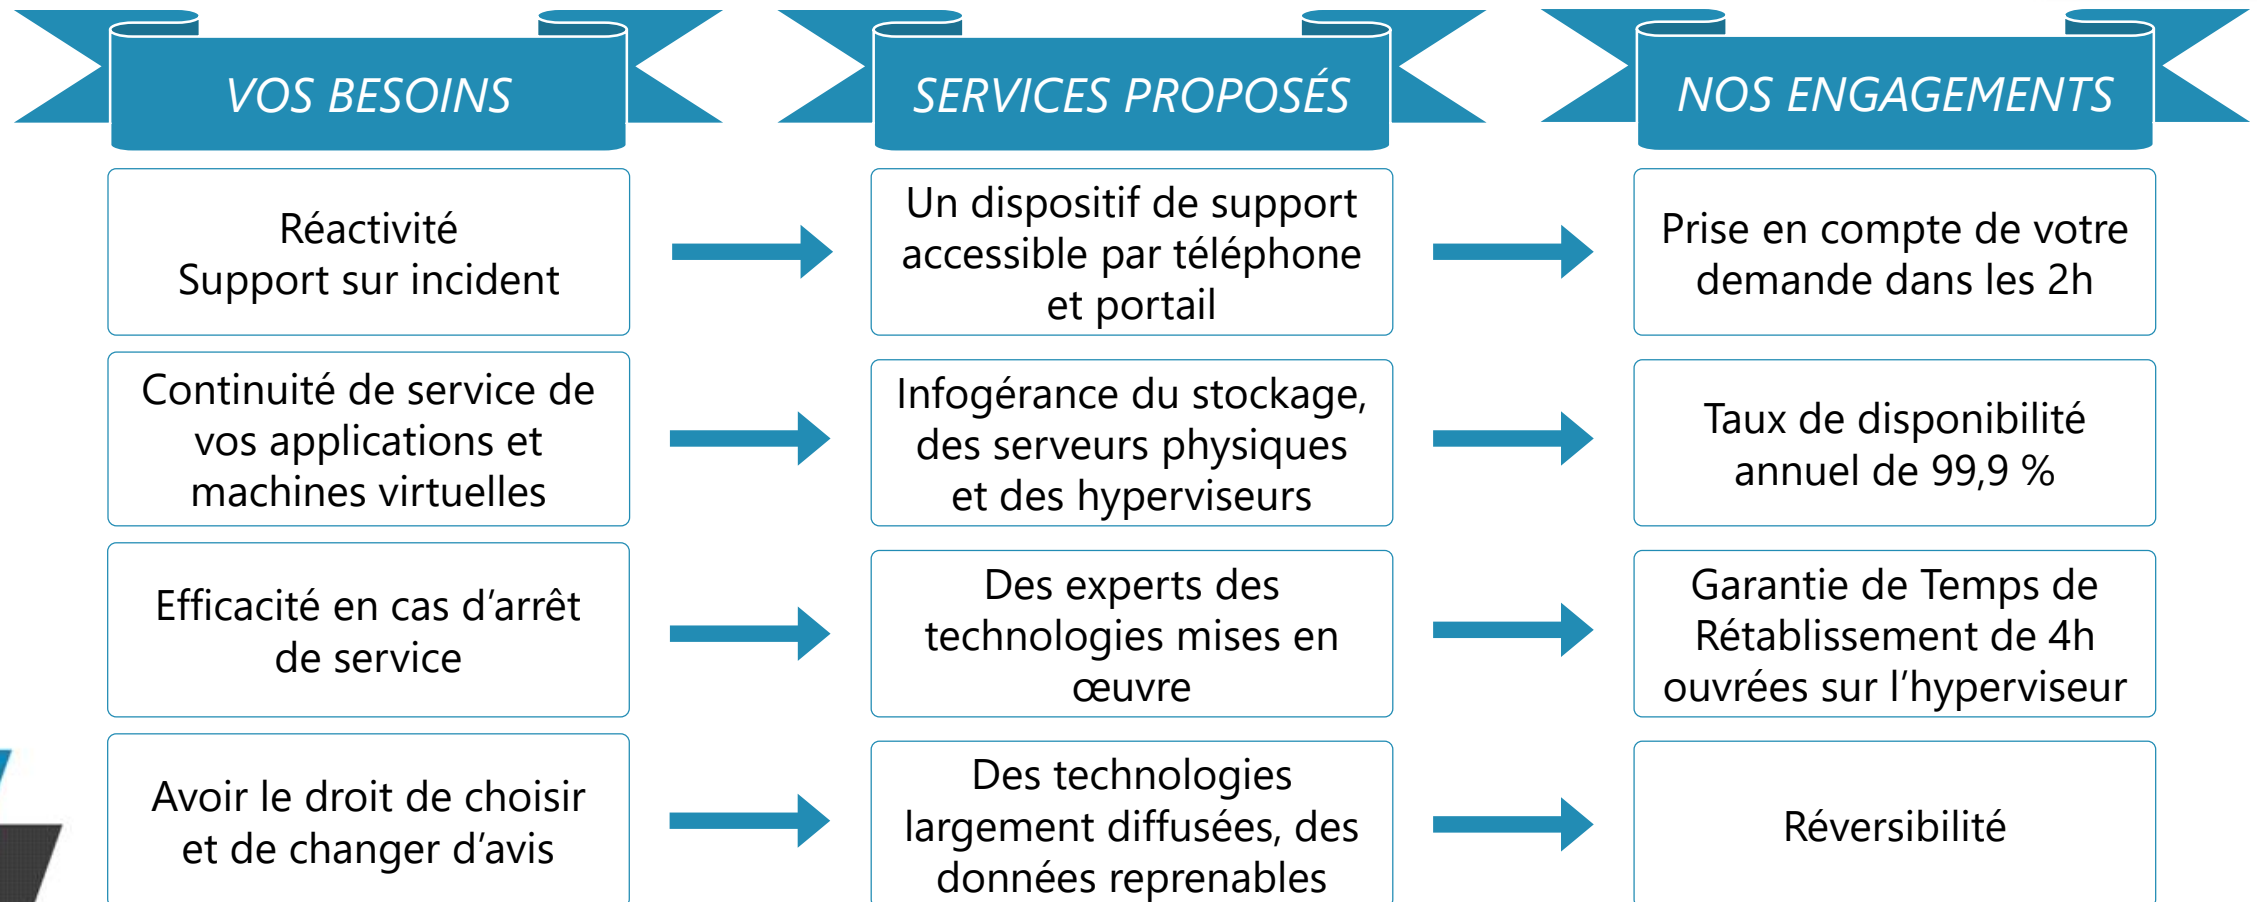 VOS BESOINS
SERVICES PROPOSÉS
NOS ENGAGEMENTS
Réactivité
Support sur incident
Un dispositif de support
accessible par téléphone
et portail
Prise en compte de votre
demande dans les 2h
Continuité de service de
vos applications et
machines virtuelles
Infogérance du stockage,
des serveurs physiques
et des hyperviseurs
Taux de disponibilité
annuel de 99,9 %
Efficacité en cas d’arrêt
de service
Des experts des
technologies mises en
œuvre
Garantie de Temps de
Rétablissement de 4h
ouvrées sur l’hyperviseur
Avoir le droit de choisir
et de changer d’avis
Des technologies
largement diffusées, des
données reprenables
Réversibilité